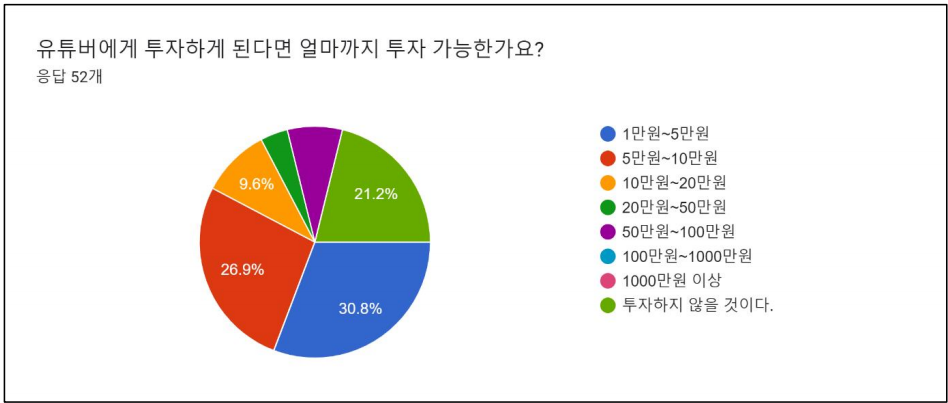 유튜버에게 투자하게 된다면 얼마까지 투자 가능한가요?
응답 52개
9.6%
21.2%
26.9%
30.8%
1만원~5만원
5만원~10만원
10만원~20만원
20만원~50만원
50만원~100만원
100만원~1000만원
1000만원 이상
투자하지 않을 것이다.